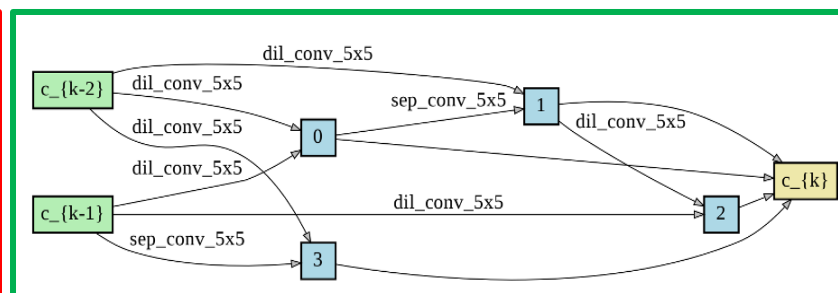 dil_conv_5x5
c_{k-2}
dil_conv_5x5
sep_conv_5x5
1
dil_conv_5x5
dil_conv_5x5
0
dil_conv_5x5
c_{k}
c_{k-1}
dil_conv_5x5
2
sep_conv_5x5
3